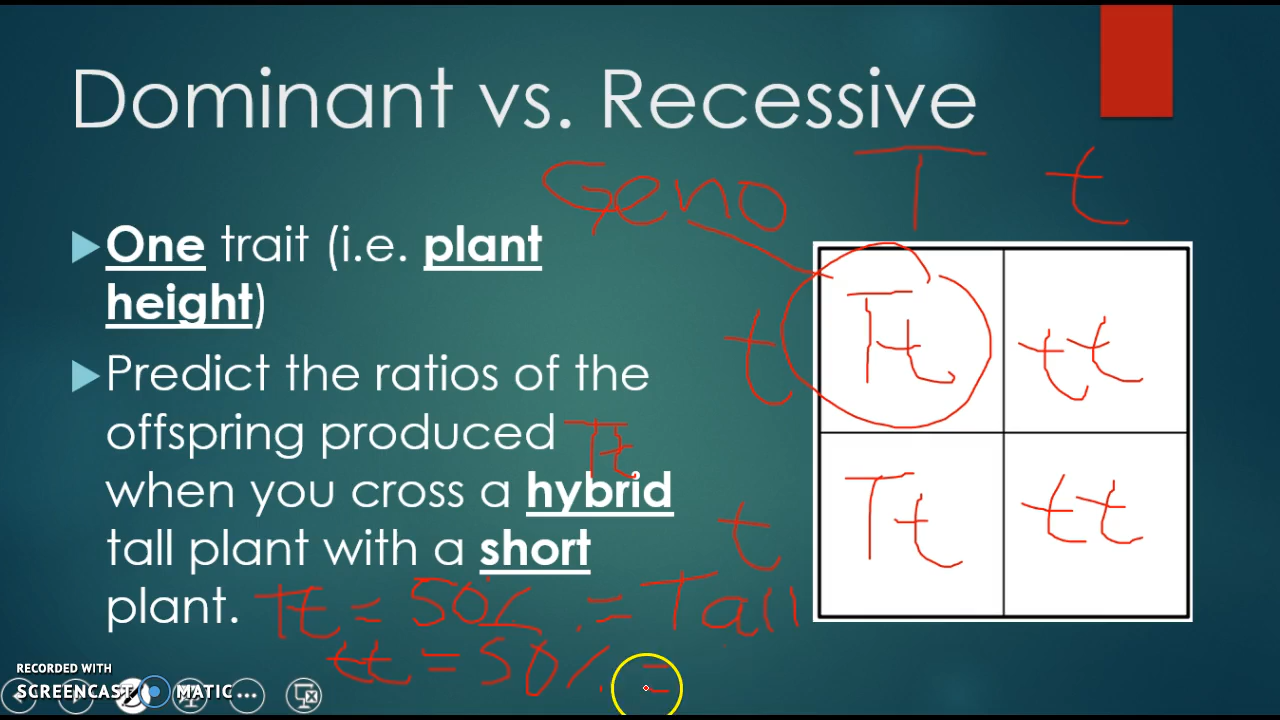 Dominant vs. Recessive
Geno T t
▶One trait (i.e. plant
height)
▶Predict the ratios of the
offspring produced Tt
when you cross a hybrid
tall plant with a short
plant. Tt = 50% = Tall
tt = 50% =
t Tt tt
t Tt tt
RECORDED WITH
SCREENCAST MATIC